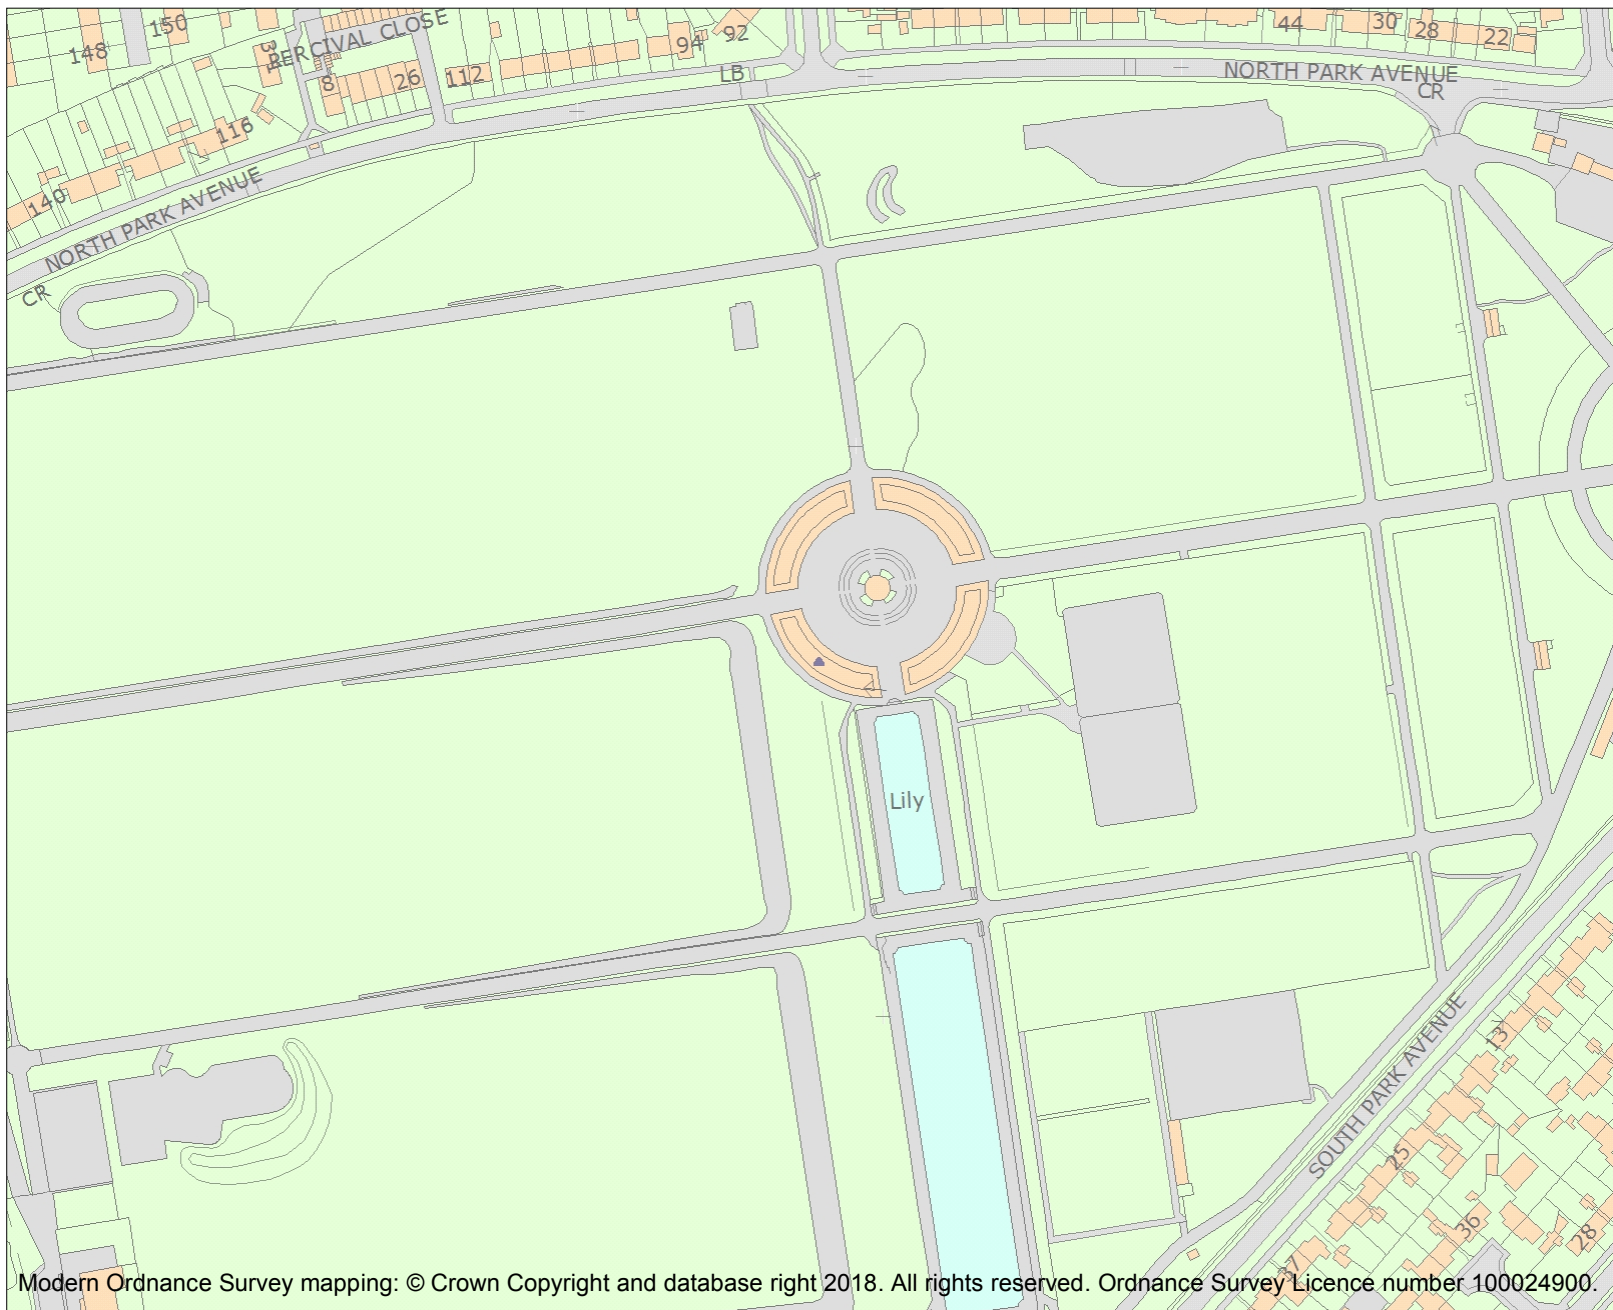 148
150
PERCIVAL CLOSE
8
26
112
94
92
44
30
28
22
LB
NORTH PARK AVENUE
CR
116
140
NORTH PARK AVENUE
CR
Lily
SOUTH PARK AVENUE
13
25
36
28
37
Modern Ordnance Survey mapping: © Crown Copyright and database right 2018. All rights reserved. Ordnance Survey Licence number 100024900.